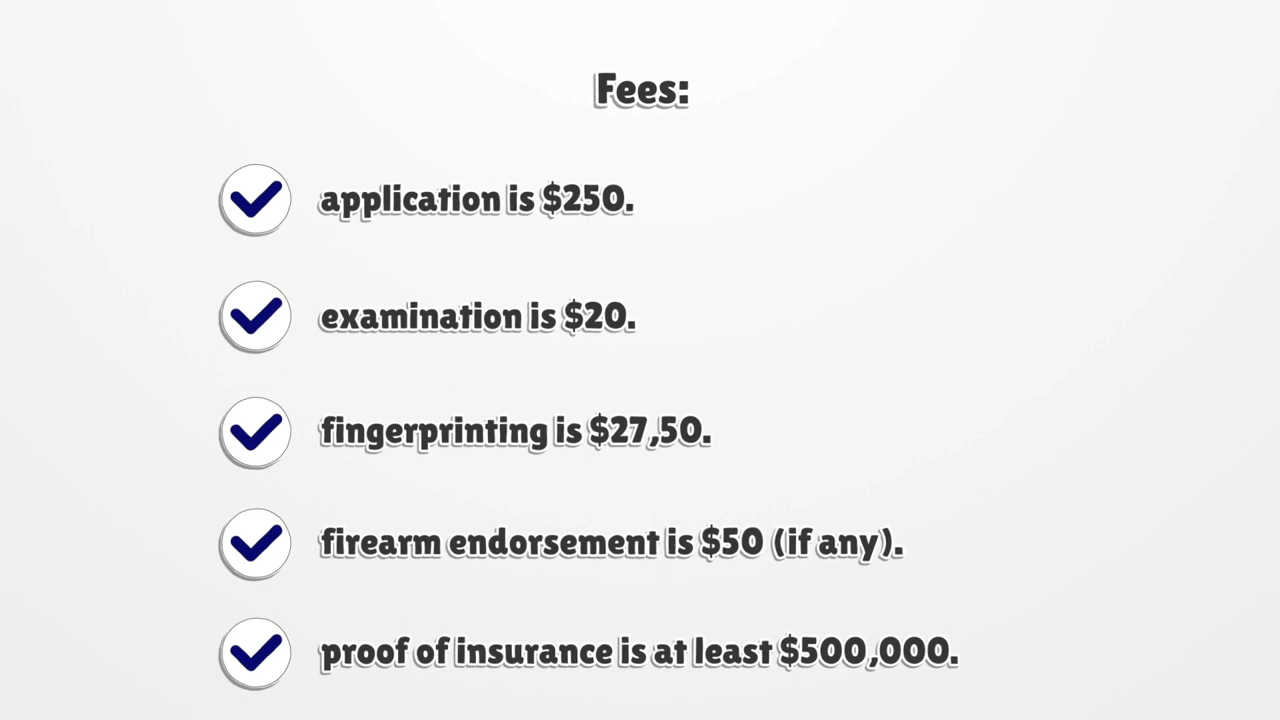 Fees:
application is $250.
examination is $20.
fingerprinting is $27,50.
firearm endorsement is $50 (if any).
proof of insurance is at least $500,000.